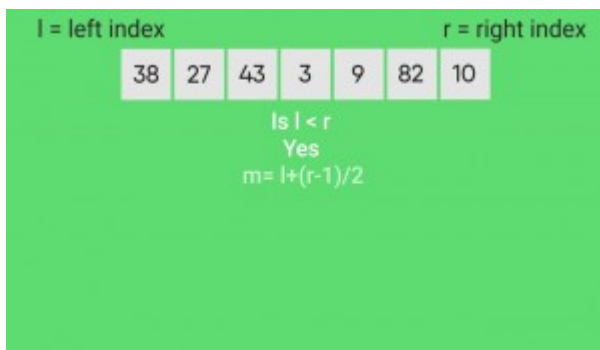 l = left index
r = right index
38 27 43 3 9 82 10
Is l < r
Yes
m= l+(r-1)/2